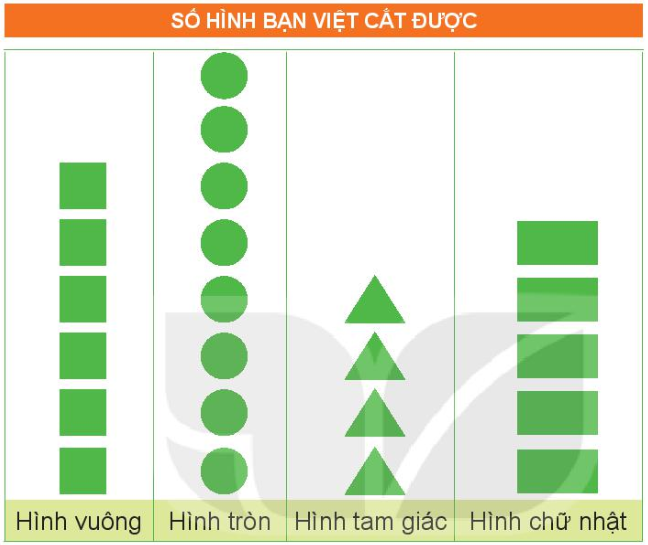 SỐ HÌNH BẠN VIỆT CẮT ĐƯỢC
Hình vuông Hình tròn Hình tam giác Hình chữ nhật